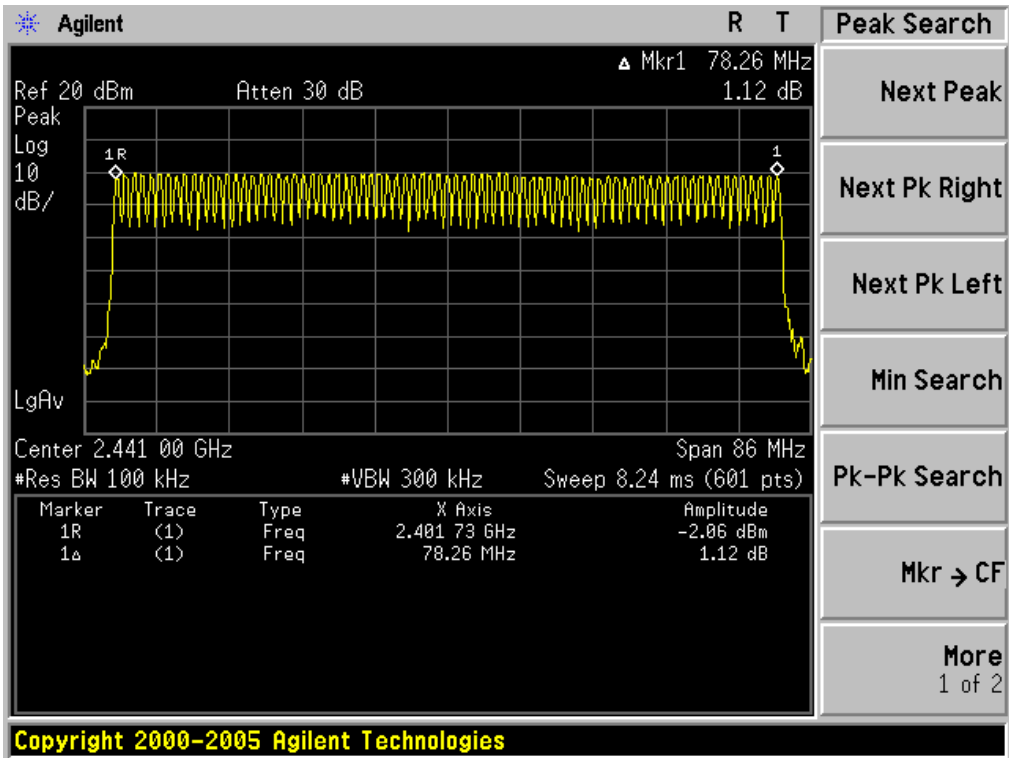 Agilent R T Peak Search
Δ Mkr1 78.26 MHz
Ref 20 dBm Atten 30 dB 1.12 dB
Peak
Log
10
dB/
1R
1
LgAv
Center 2.441 00 GHz Span 86 MHz
#Res BW 100 kHz #VBW 300 kHz Sweep 8.24 ms (601 pts)
Marker Trace Type X Axis Amplitude
1R (1) Freq 2.401 73 GHz -2.06 dBm
1Δ (1) Freq 78.26 MHz 1.12 dB
Next Peak
Next Pk Right
Next Pk Left
Min Search
Pk-Pk Search
Mkr → CF
More
1 of 2
Copyright 2000-2005 Agilent Technologies